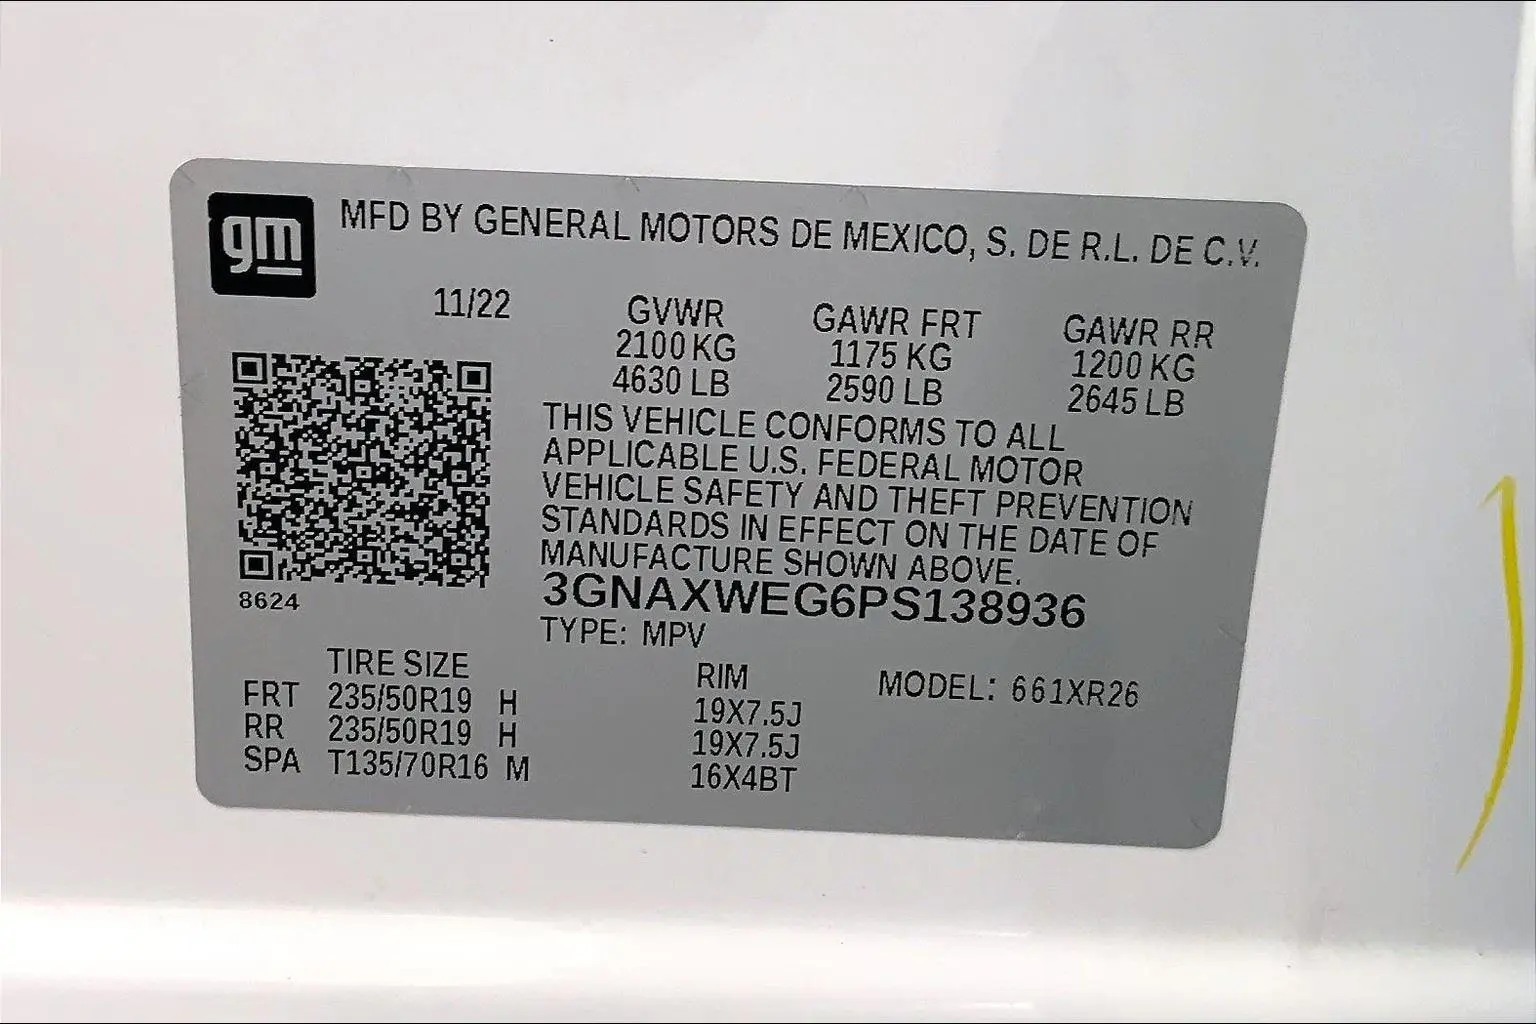 gm
MFD BY GENERAL MOTORS DE MEXICO, S. DE R.L. DE C.V.
11/22 GVWR GAWR FRT GAWR RR
2100 KG 1175 KG 1200 KG
4630 LB 2590 LB 2645 LB
THIS VEHICLE CONFORMS TO ALL
APPLICABLE U.S. FEDERAL MOTOR
VEHICLE SAFETY AND THEFT PREVENTION
STANDARDS IN EFFECT ON THE DATE OF
MANUFACTURE SHOWN ABOVE.
3GNAXWEG6PS138936
8624
TYPE: MPV
TIRE SIZE RIM MODEL: 661XR26
FRT 235/50R19 H 19X7.5J
RR 235/50R19 H 19X7.5J
SPA T135/70R16 M 16X4BT